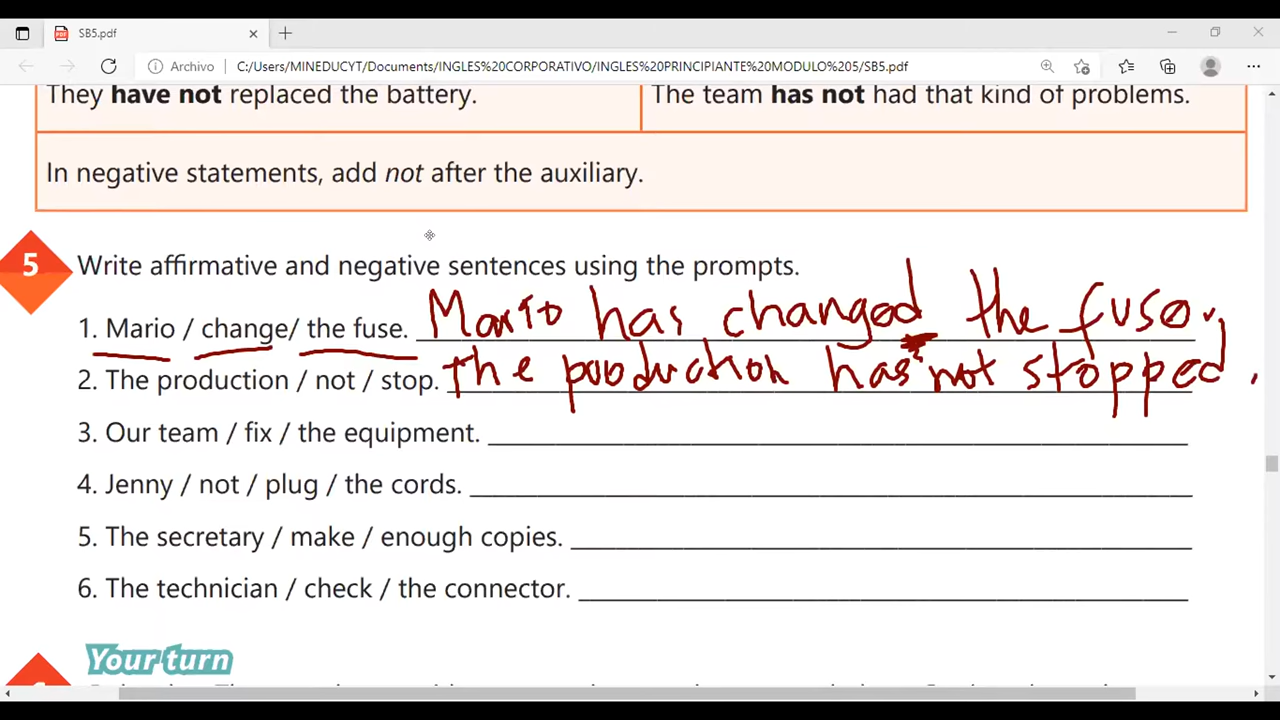 SB5.pdf
Archivo C:/Users/MINEDUCYT/Documents/INGLES%20CORPORATIVO/INGLES%20PRINCIPIANTE%20MODULO%205/SB5.pdf
They have not replaced the battery. The team has not had that kind of problems.
In negative statements, add not after the auxiliary.
5 Write affirmative and negative sentences using the prompts.
1. Mario / change/ the fuse. Mario has changed the fuse.
2. The production / not / stop. the production has not stopped.
3. Our team / fix / the equipment.
4. Jenny / not / plug / the cords.
5. The secretary / make / enough copies.
6. The technician / check / the connector.
Your turn